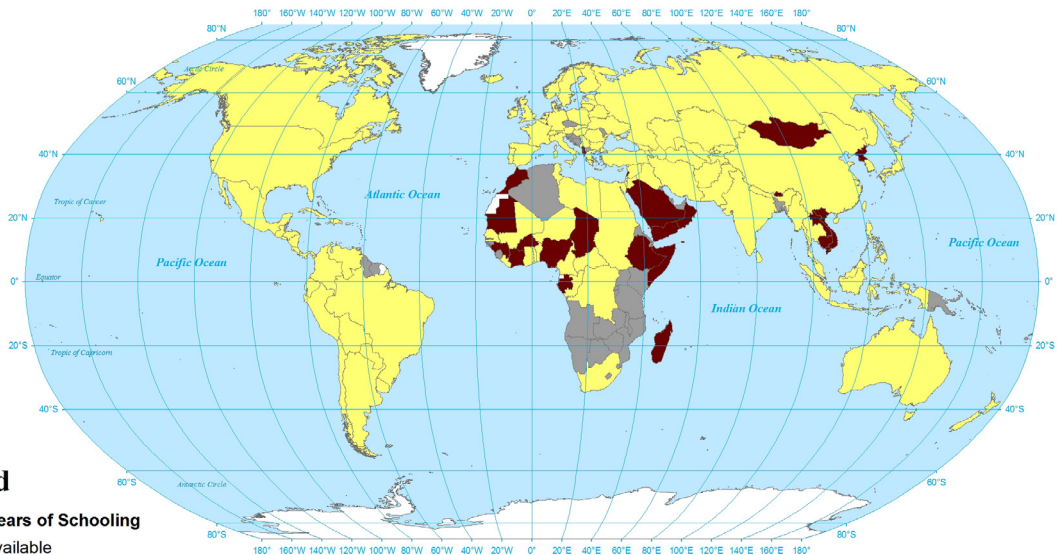 180° 160°W 140°W 120°W 100°W 80°W 60°W 40°W 20°W 0° 20°E 40°E 60°E 80°E 100°E 120°E 140°E 160°E 180°
80°N 80°N
Arctic Circle
60°N 60°N
40°N 40°N
Atlantic Ocean
Tropic of Cancer
20°N 20°N
Pacific Ocean Pacific Ocean
Equator
0° 0°
Indian Ocean
20°S 20°S
Tropic of Capricorn
40°S 40°S
60°S 60°S
Antarctic Circle
d
ears of Schooling
80°S 80°S
vailable
180° 160°W 140°W 120°W 100°W 80°W 60°W 40°W 20°W 0° 20°E 40°E 60°E 80°E 100°E 120°E 140°E 160°E 180°